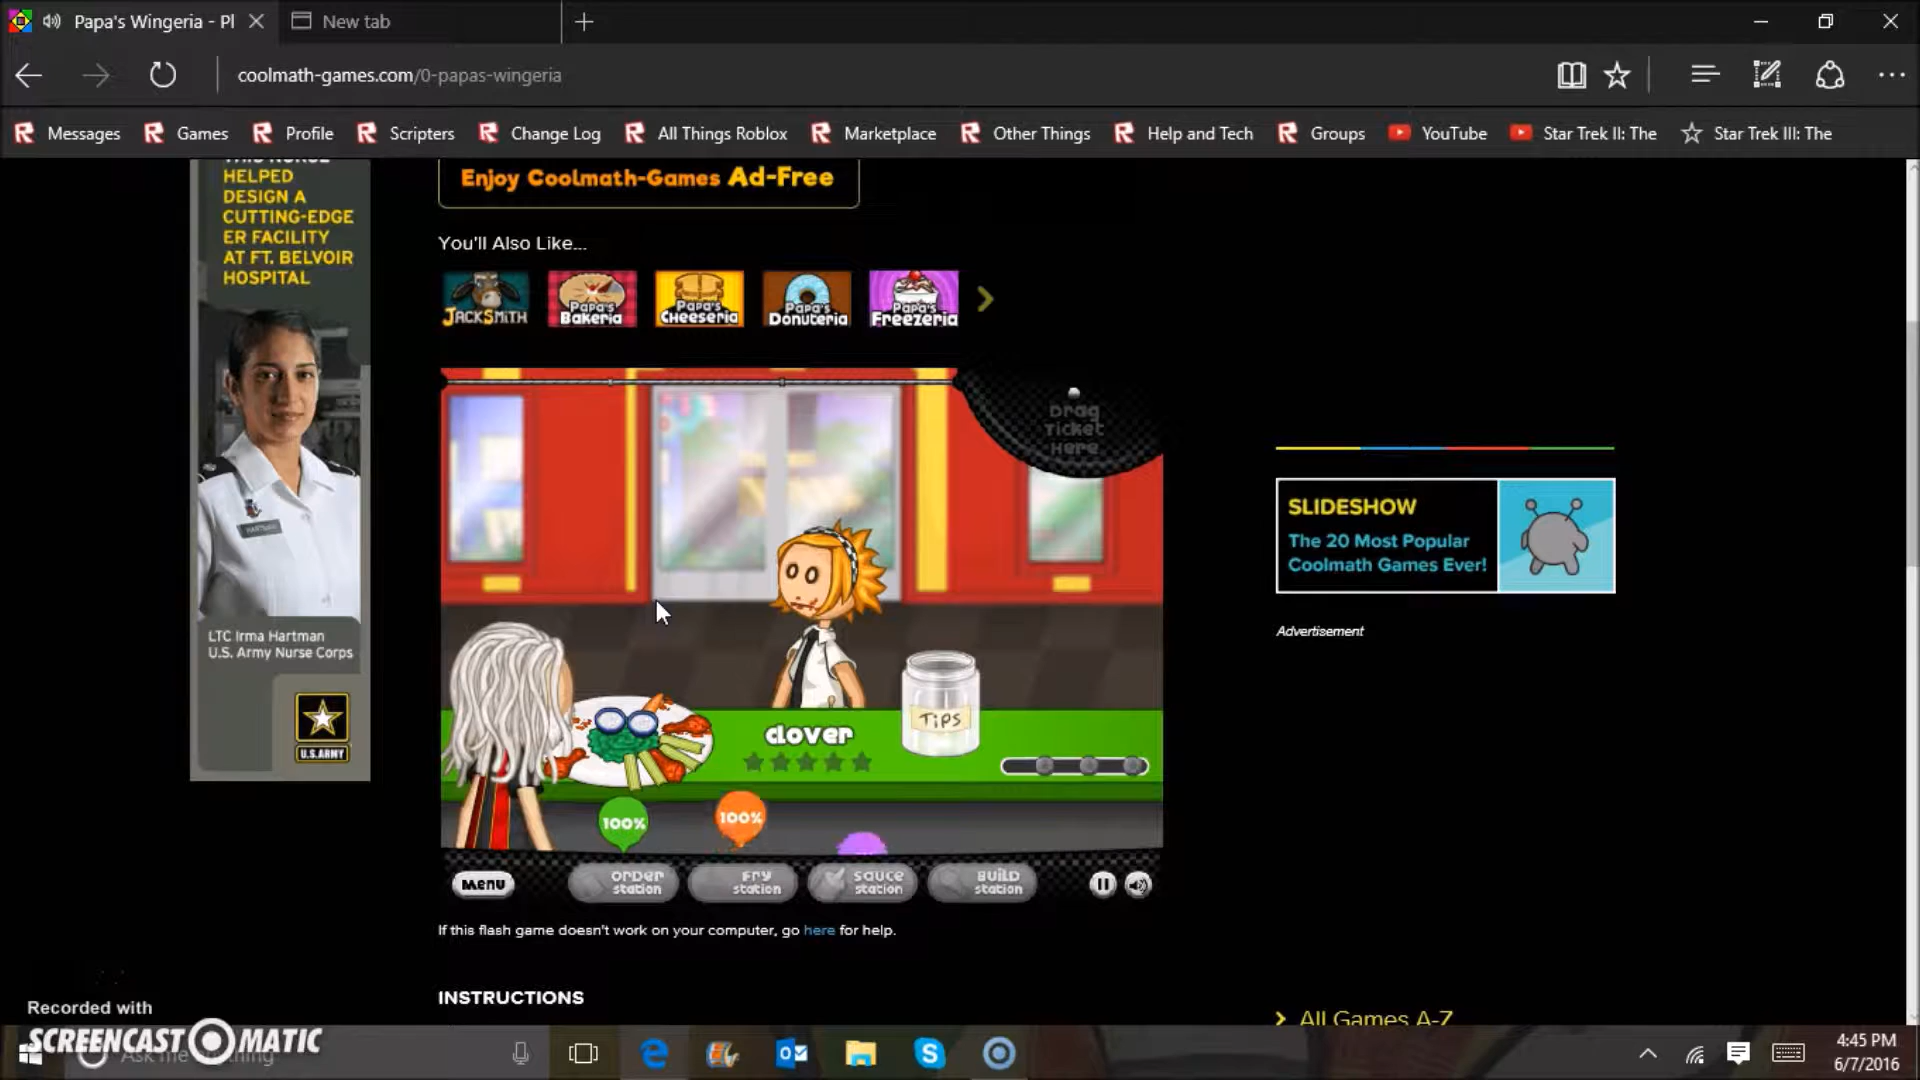 Papa's Wingeria - Pl
New tab
coolmath-games.com/0-papas-wingeria
Messages
Games
Profile
Scripters
Change Log
All Things Roblox
Marketplace
Other Things
Help and Tech
Groups
YouTube
Star Trek II: The
Star Trek III: The
THIS NURSE
HELPED
DESIGN A
CUTTING-EDGE
ER FACILITY
AT FT. BELVOIR
HOSPITAL
LTC Irma Hartman
U.S. Army Nurse Corps
U.S.ARMY
Enjoy Coolmath-Games Ad-Free
You'll Also Like...
JACKSMITH
Papa's
Bakeria
Papa's
Cheeseria
Papa's
Donuteria
Papa's
Freezeria
Drag
Ticket
Here
Tips
clover
100%
100%
Menu
Order
station
Fry
station
Sauce
station
Build
station
If this flash game doesn't work on your computer, go here for help.
INSTRUCTIONS
SLIDESHOW
The 20 Most Popular
Coolmath Games Ever!
Advertisement
All Games A-Z
Recorded with
SCREENCAST MATIC
Ask me anything
4:45 PM
6/7/2016